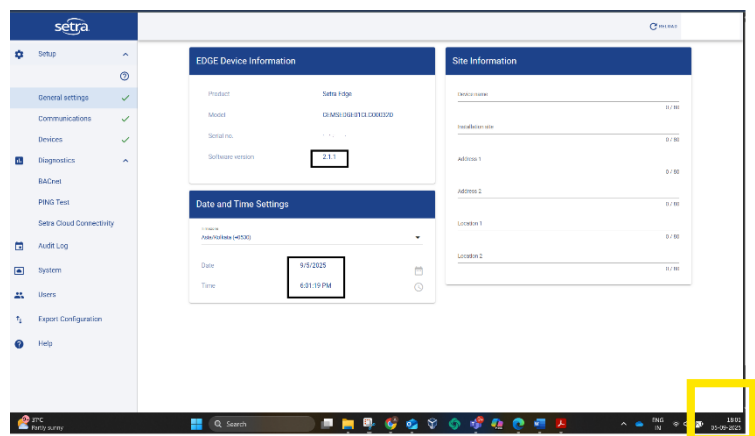 setra
RELOAD
Setup
General settings
Communications
Devices
Diagnostics
BACnet
PING Test
Setra Cloud Connectivity
Audit Log
System
Users
Export Configuration
Help
EDGE Device Information
Product Setra Edge
Model
Serial no.
Software version 2.1.1
Date and Time Settings
Timezone
Asia/Kolkata (+0530)
Date 9/5/2025
Time 6:01:19 PM
Site Information
Device name
0 / 80
Installation site
0 / 80
Address 1
0 / 80
Address 2
0 / 80
Location 1
0 / 80
Location 2
0 / 80
31°C
Partly sunny
Search
ENG
IN
18:01
05-09-2025